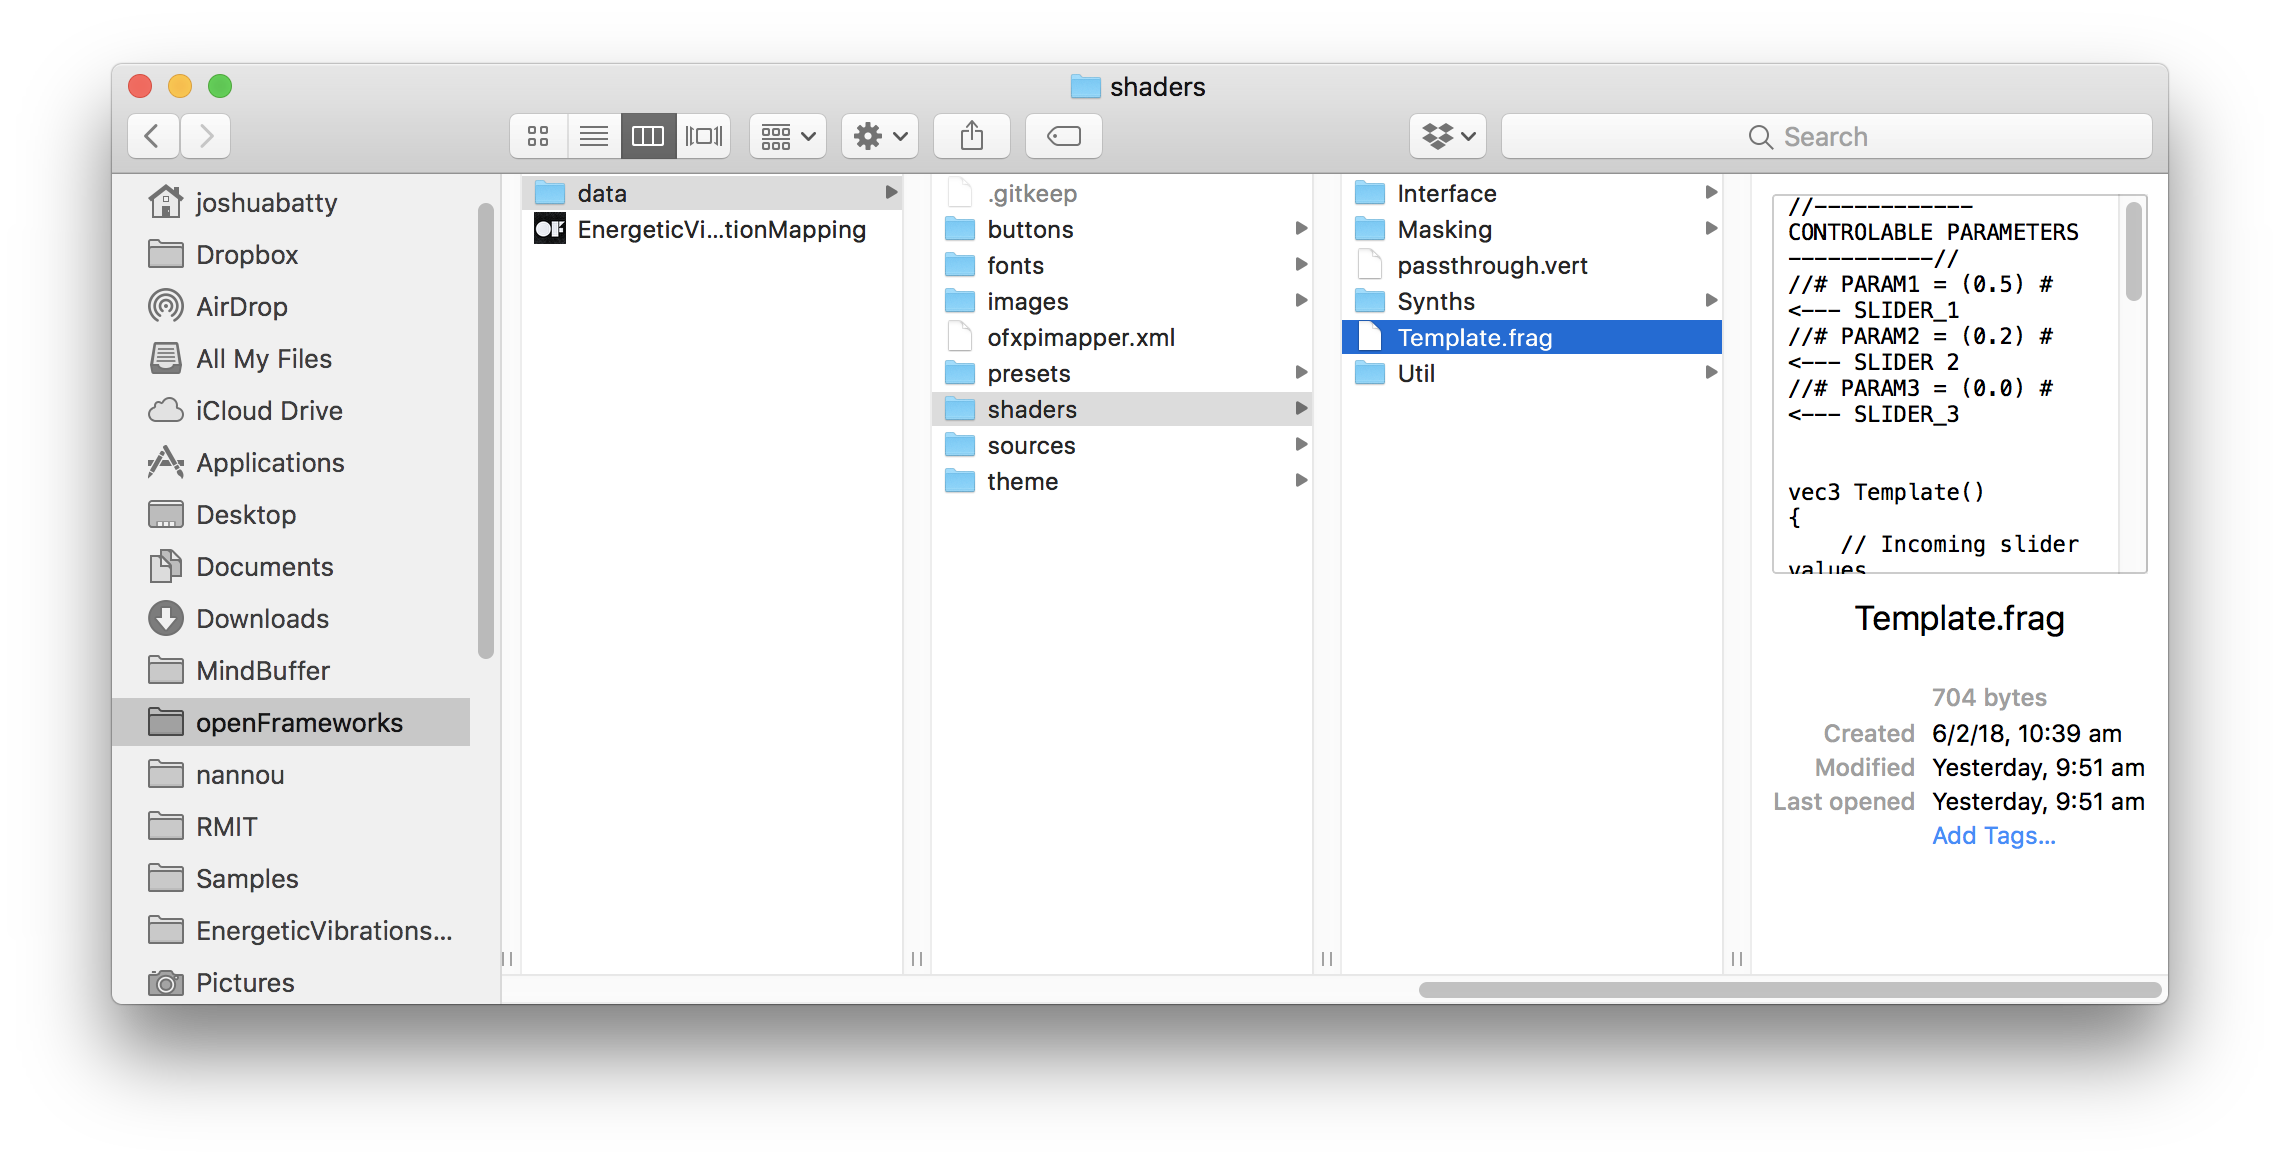 shaders
Search
joshuabatty
Dropbox
AirDrop
All My Files
iCloud Drive
Applications
Desktop
Documents
Downloads
MindBuffer
openFrameworks
nannou
RMIT
Samples
EnergeticVibrations...
Pictures
data
EnergeticVi...tionMapping
.gitkeep
buttons
fonts
images
ofxpimapper.xml
presets
shaders
sources
theme
Interface
Masking
passthrough.vert
Synths
Template.frag
Util
//------------
CONTROLABLE PARAMETERS
-----------//
//# PARAM1 = (0.5) #
<--- SLIDER_1
//# PARAM2 = (0.2) #
<--- SLIDER 2
//# PARAM3 = (0.0) #
<--- SLIDER_3
vec3 Template()
{
// Incoming slider
values
Template.frag
704 bytes
Created 6/2/18, 10:39 am
Modified Yesterday, 9:51 am
Last opened Yesterday, 9:51 am
Add Tags...